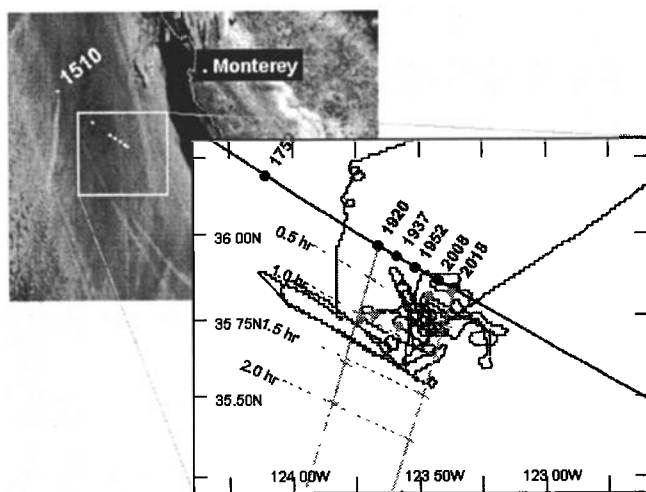 1510
. Monterey
1920
1937
1952
2008
2018
0.5 hr
36 00N
1.0 hr
35.75N
1.5 hr
2.0 hr
35.50N
124 00W
123 50W
123 00W